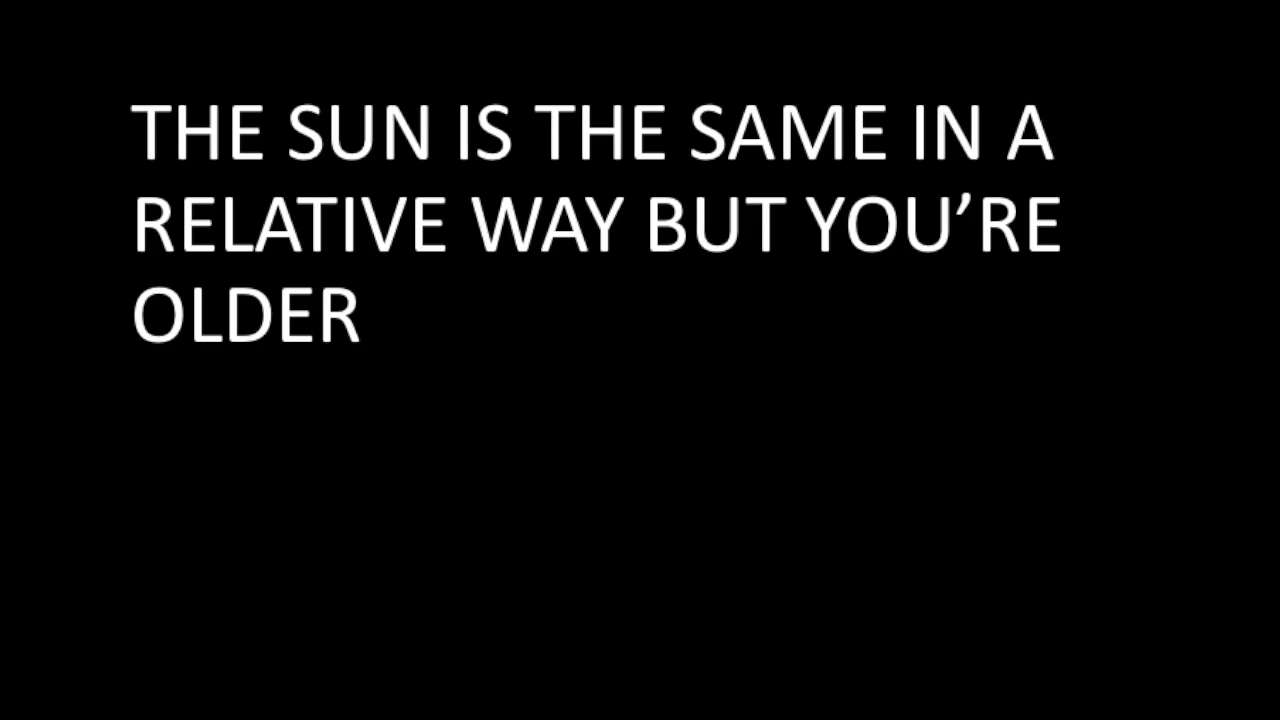 THE SUN IS THE SAME IN A
RELATIVE WAY BUT YOU’RE
OLDER